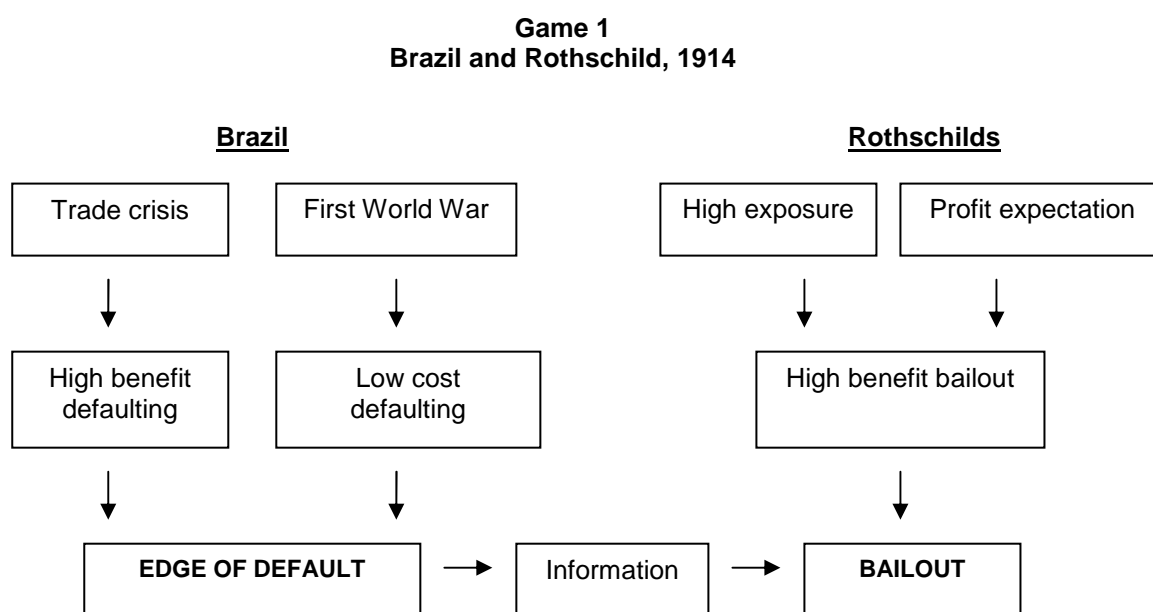 Game 1
Brazil and Rothschild, 1914
Brazil
Rothschilds
Trade crisis
First World War
High exposure
Profit expectation
High benefit
defaulting
Low cost
defaulting
High benefit bailout
EDGE OF DEFAULT
Information
BAILOUT